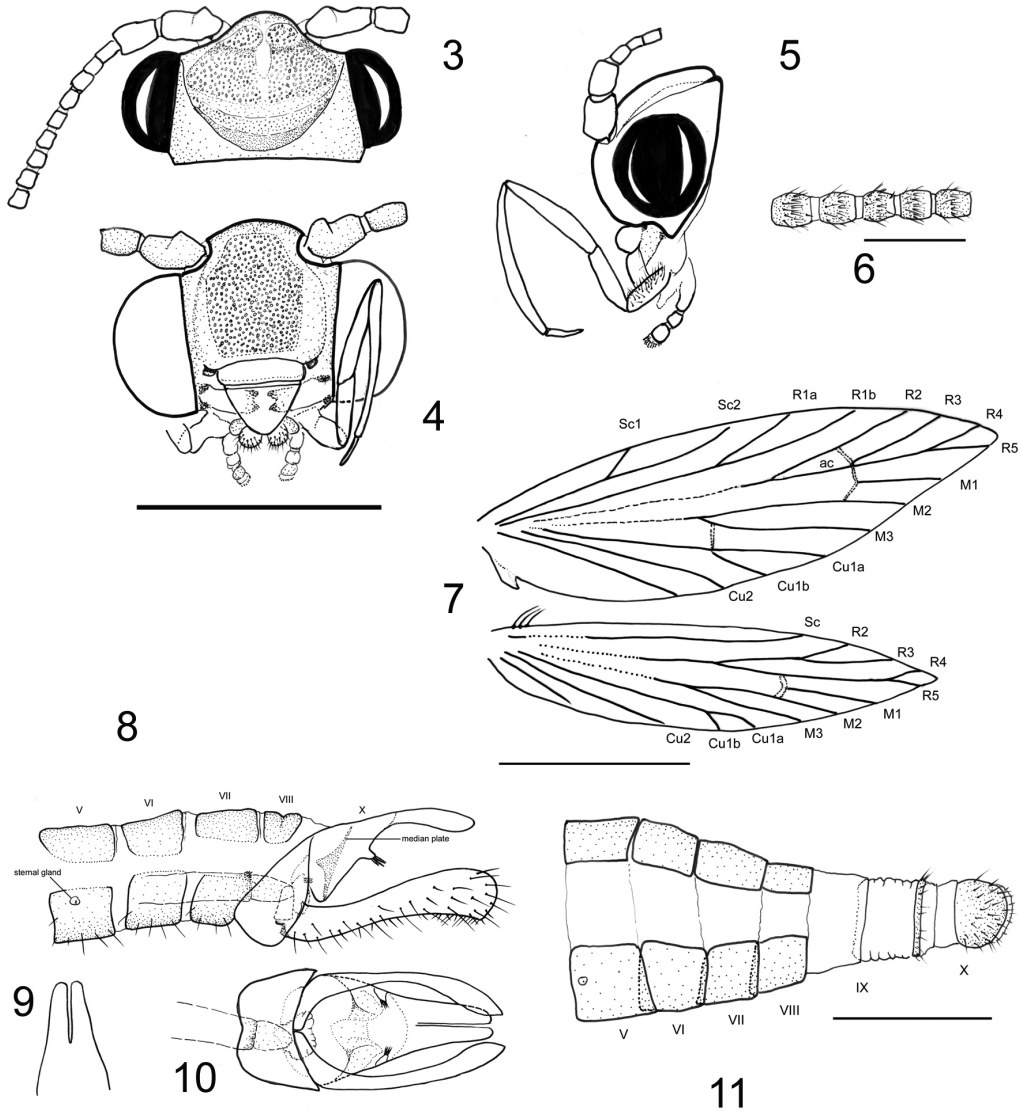 3
5
6
4
Sc1
Sc2
R1a
R1b
R2
R3
R4
R5
ac
M1
M2
M3
Cu1a
Cu1b
Cu2
7
Sc
R2
R3
R4
R5
M1
M2
M3
Cu1a
Cu1b
Cu2
8
V
VI
VII
VIII
X
median plate
sternal gland
9
10
V
VI
VII
VIII
IX
X
11